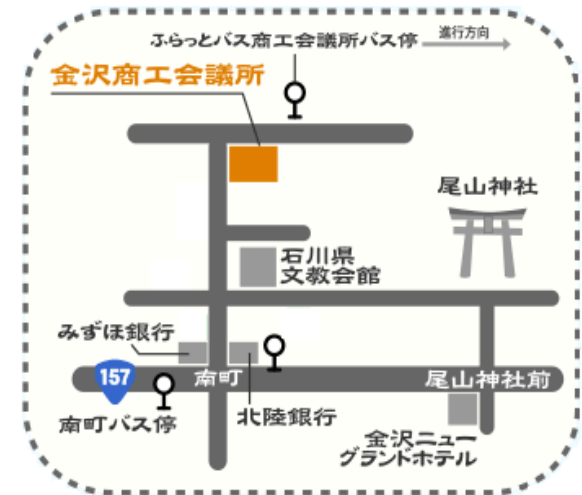 ふらっとバス商工会議所バス停
進行方向
金沢商工会議所
尾山神社
石川県
文教会館
みずほ銀行
157
南町
尾山神社前
南町バス停
北陸銀行
金沢ニュー
グランドホテル